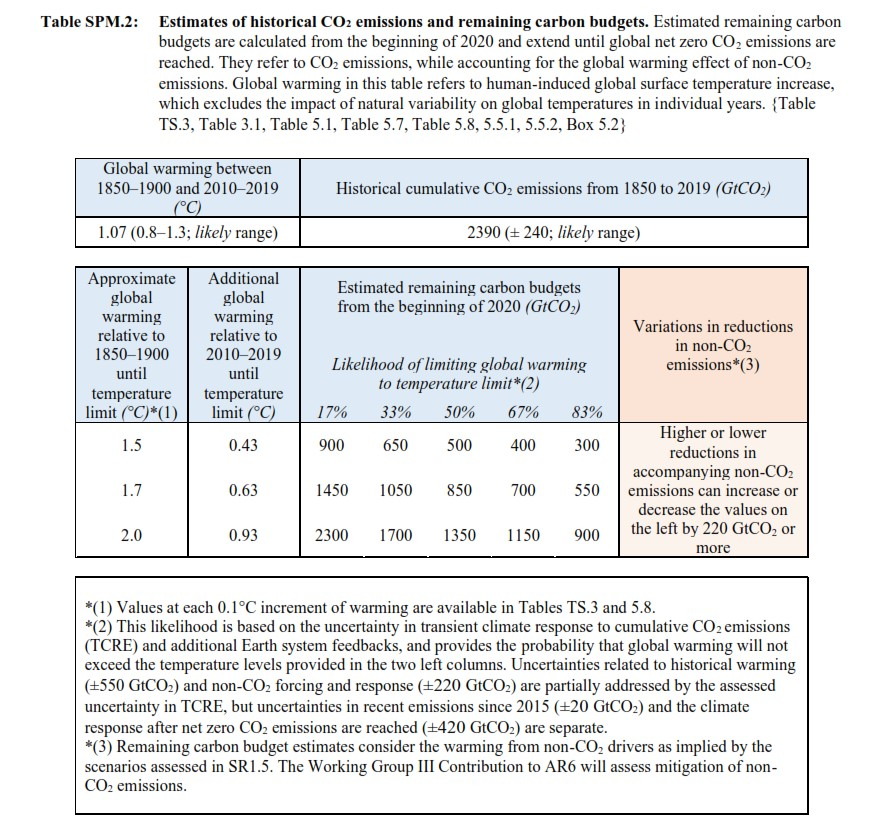 Table SPM.2: Estimates of historical CO₂ emissions and remaining carbon budgets. Estimated remaining carbon
budgets are calculated from the beginning of 2020 and extend until global net zero CO₂ emissions are
reached. They refer to CO₂ emissions, while accounting for the global warming effect of non-CO₂
emissions. Global warming in this table refers to human-induced global surface temperature increase,
which excludes the impact of natural variability on global temperatures in individual years. {Table
TS.3, Table 3.1, Table 5.1, Table 5.7, Table 5.8, 5.5.1, 5.5.2, Box 5.2}
Global warming between
1850–1900 and 2010–2019
(°C)
Historical cumulative CO₂ emissions from 1850 to 2019 (GtCO₂)
1.07 (0.8–1.3; likely range)
2390 (± 240; likely range)
Approximate
global
warming
relative to
1850–1900
until
temperature
limit (°C)*(1)
Additional
global
warming
relative to
2010–2019
until
temperature
limit (°C)
Estimated remaining carbon budgets
from the beginning of 2020 (GtCO₂)
Likelihood of limiting global warming
to temperature limit*(2)
17% 33% 50% 67% 83%
Variations in reductions
in non-CO₂
emissions*(3)
1.5 0.43 900 650 500 400 300
1.7 0.63 1450 1050 850 700 550
2.0 0.93 2300 1700 1350 1150 900
Higher or lower
reductions in
accompanying non-CO₂
emissions can increase or
decrease the values on
the left by 220 GtCO₂ or
more
*(1) Values at each 0.1°C increment of warming are available in Tables TS.3 and 5.8.
*(2) This likelihood is based on the uncertainty in transient climate response to cumulative CO₂ emissions
(TCRE) and additional Earth system feedbacks, and provides the probability that global warming will not
exceed the temperature levels provided in the two left columns. Uncertainties related to historical warming
(±550 GtCO₂) and non-CO₂ forcing and response (±220 GtCO₂) are partially addressed by the assessed
uncertainty in TCRE, but uncertainties in recent emissions since 2015 (±20 GtCO₂) and the climate
response after net zero CO₂ emissions are reached (±420 GtCO₂) are separate.
*(3) Remaining carbon budget estimates consider the warming from non-CO₂ drivers as implied by the
scenarios assessed in SR1.5. The Working Group III Contribution to AR6 will assess mitigation of non-
CO₂ emissions.